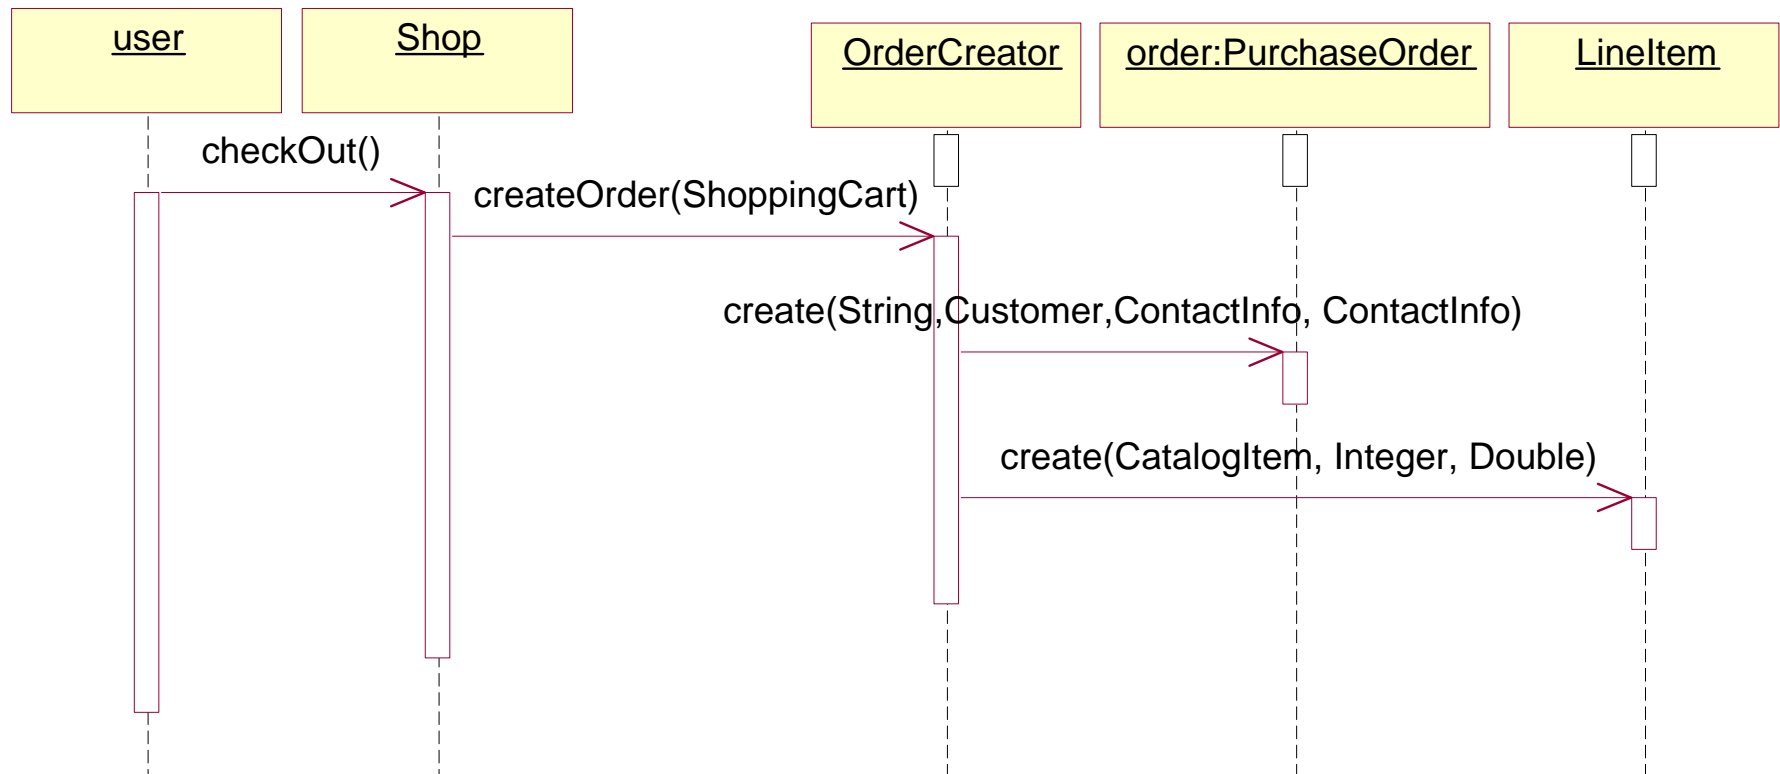 user
Shop
OrderCreator
order:PurchaseOrder
LineItem
checkOut()
createOrder(ShoppingCart)
create(String,Customer,ContactInfo, ContactInfo)
create(CatalogItem, Integer, Double)